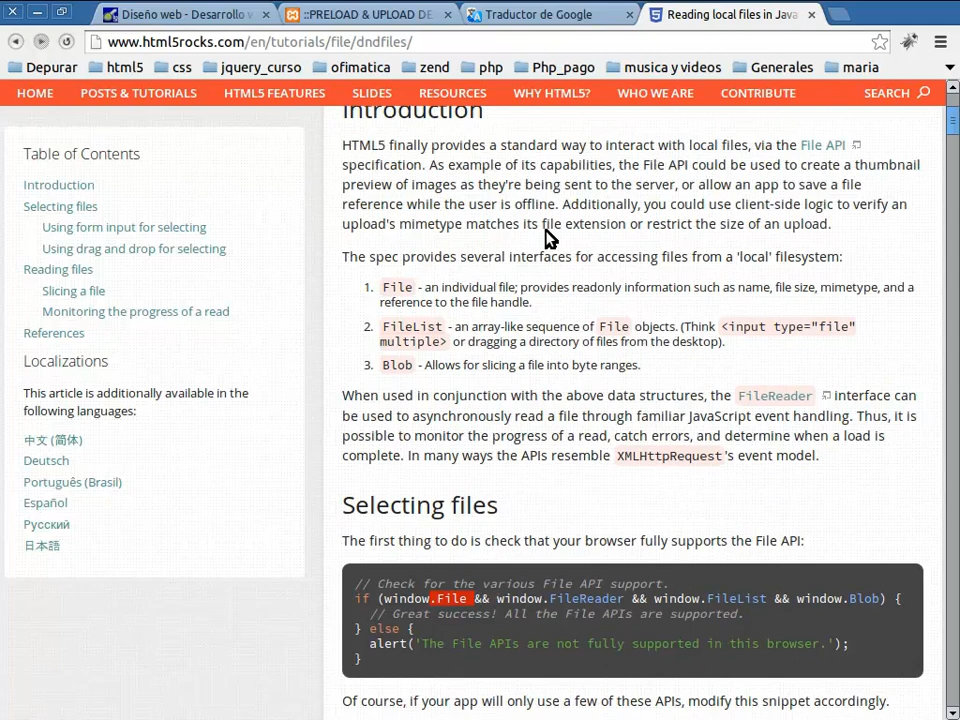 Diseño web - Desarrollo v
::PRELOAD & UPLOAD DE
Traductor de Google
Reading local files in Java
www.html5rocks.com/en/tutorials/file/dndfiles/
Depurar
html5
css
jquery_curso
ofimatica
zend
php
Php_pago
musica y videos
Generales
maria
HOME
POSTS & TUTORIALS
HTML5 FEATURES
SLIDES
RESOURCES
WHY HTML5?
WHO WE ARE
CONTRIBUTE
SEARCH
Table of Contents
Introduction
Selecting files
Using form input for selecting
Using drag and drop for selecting
Reading files
Slicing a file
Monitoring the progress of a read
References
Localizations
This article is additionally available in the
following languages:
中文 (简体)
Deutsch
Português (Brasil)
Español
Русский
日本語
Introduction
HTML5 finally provides a standard way to interact with local files, via the File API
specification. As example of its capabilities, the File API could be used to create a thumbnail
preview of images as they're being sent to the server, or allow an app to save a file
reference while the user is offline. Additionally, you could use client-side logic to verify an
upload's mimetype matches its file extension or restrict the size of an upload.
The spec provides several interfaces for accessing files from a 'local' filesystem:
1. File - an individual file; provides readonly information such as name, file size, mimetype, and a
reference to the file handle.
2. FileList - an array-like sequence of File objects. (Think <input type="file"
multiple> or dragging a directory of files from the desktop).
3. Blob - Allows for slicing a file into byte ranges.
When used in conjunction with the above data structures, the FileReader interface can
be used to asynchronously read a file through familiar JavaScript event handling. Thus, it is
possible to monitor the progress of a read, catch errors, and determine when a load is
complete. In many ways the APIs resemble XMLHttpRequest's event model.
Selecting files
The first thing to do is check that your browser fully supports the File API:
// Check for the various File API support.
if (window.File && window.FileReader && window.FileList && window.Blob) {
// Great success! All the File APIs are supported.
} else {
alert('The File APIs are not fully supported in this browser.');
}
Of course, if your app will only use a few of these APIs, modify this snippet accordingly.